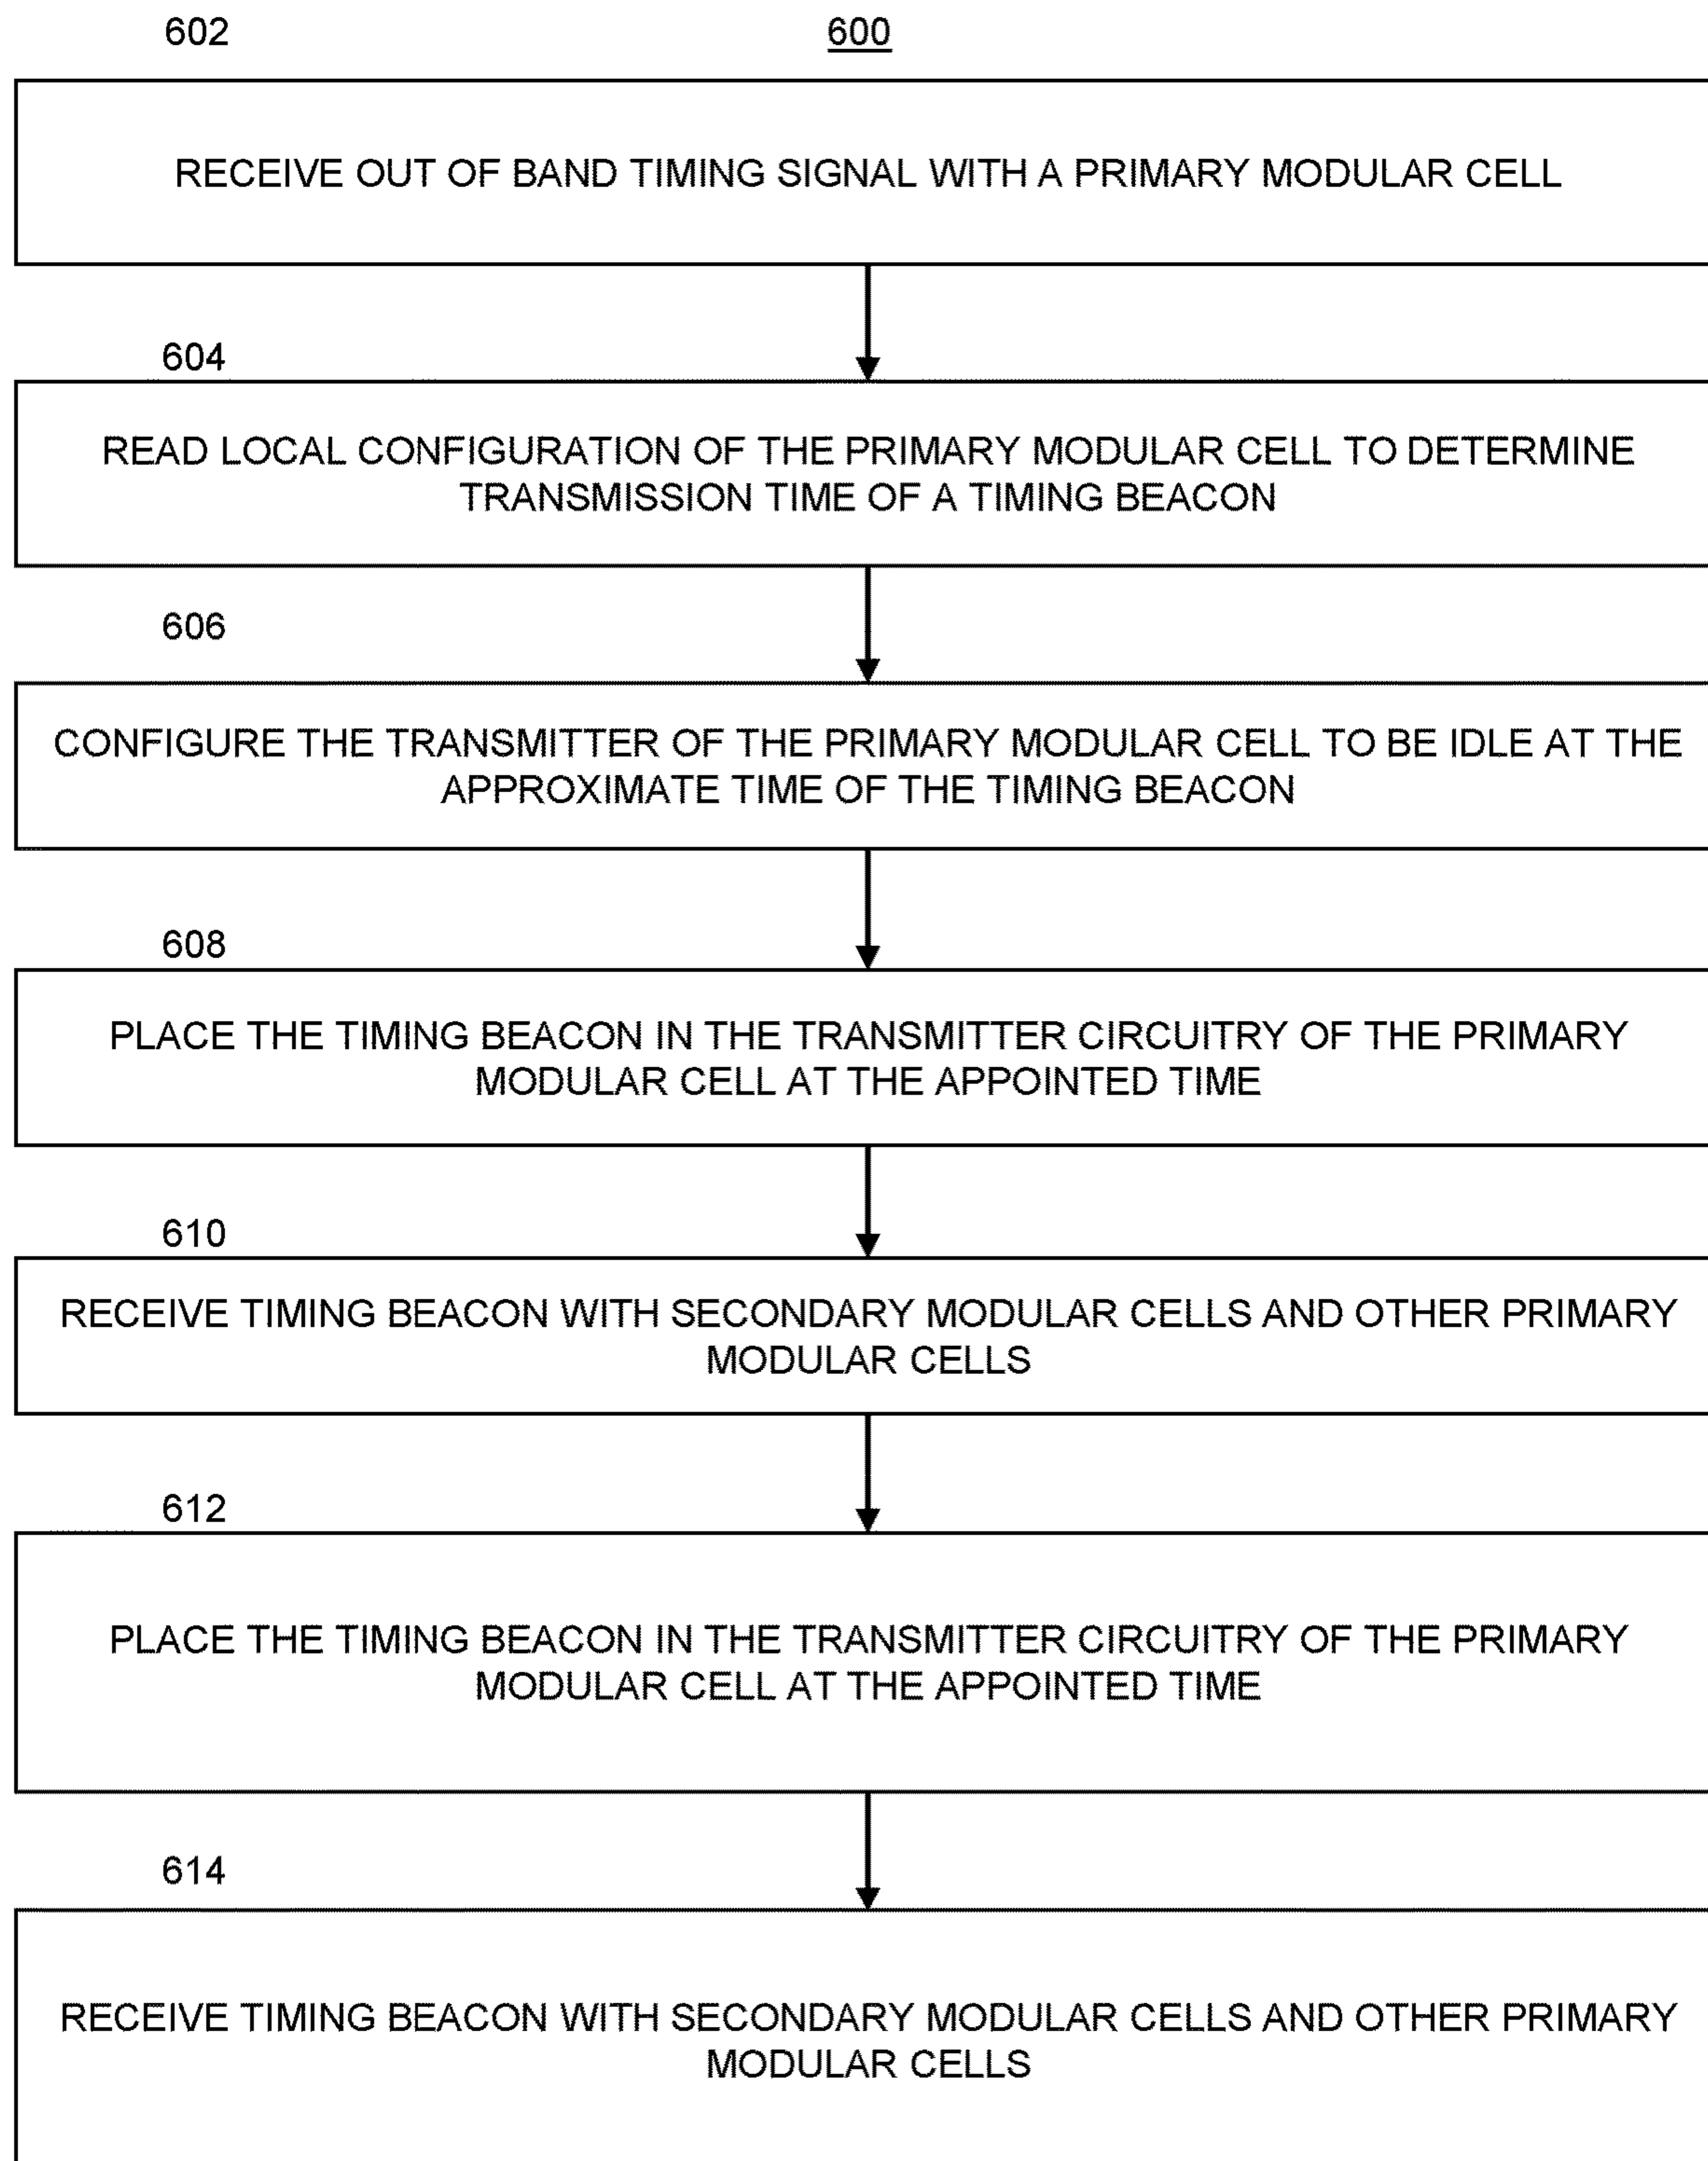 602
600
RECEIVE OUT OF BAND TIMING SIGNAL WITH A PRIMARY MODULAR CELL
604
READ LOCAL CONFIGURATION OF THE PRIMARY MODULAR CELL TO DETERMINE
TRANSMISSION TIME OF A TIMING BEACON
606
CONFIGURE THE TRANSMITTER OF THE PRIMARY MODULAR CELL TO BE IDLE AT THE
APPROXIMATE TIME OF THE TIMING BEACON
608
PLACE THE TIMING BEACON IN THE TRANSMITTER CIRCUITRY OF THE PRIMARY
MODULAR CELL AT THE APPOINTED TIME
610
RECEIVE TIMING BEACON WITH SECONDARY MODULAR CELLS AND OTHER PRIMARY
MODULAR CELLS
612
PLACE THE TIMING BEACON IN THE TRANSMITTER CIRCUITRY OF THE PRIMARY
MODULAR CELL AT THE APPOINTED TIME
614
RECEIVE TIMING BEACON WITH SECONDARY MODULAR CELLS AND OTHER PRIMARY
MODULAR CELLS